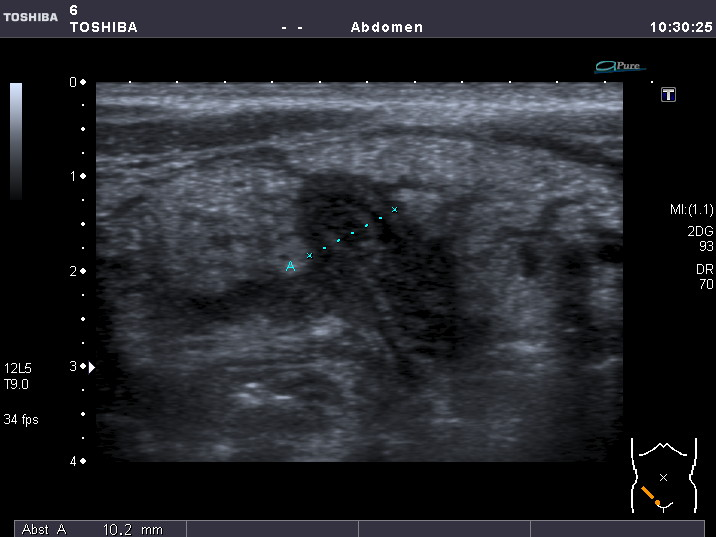 TOSHIBA
6
TOSHIBA - - Abdomen 10:30:25
Pure
T
0
1
2
3
4
A
MI:(1.1)
2DG
93
DR
70
12L5
T9.0
34 fps
Abst A 10.2 mm